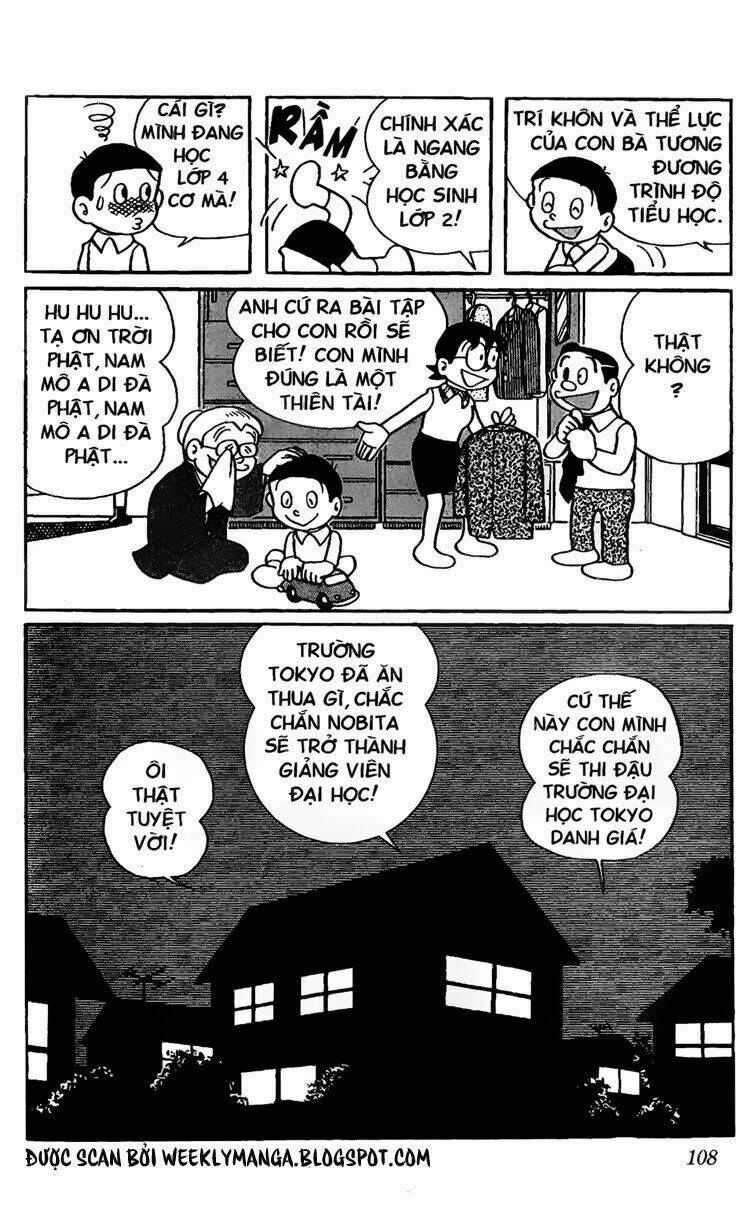 TRÍ KHÔN VÀ THỂ LỰC
CỦA CON BÀ TƯƠNG
ĐƯƠNG
TRÌNH ĐỘ
TIỂU HỌC.
CHÍNH XÁC
LÀ NGANG
BẰNG
HỌC SINH
LỚP 2!
RẦM
CÁI GÌ?
MÌNH ĐANG
HỌC
LỚP 4
CƠ MÀ!
THẬT
KHÔNG
?
ANH CỨ RA BÀI TẬP
CHO CON RỒI SẼ
BIẾT! CON MÌNH
ĐÚNG LÀ MỘT
THIÊN TÀI!
HU HU HU...
TẠ ƠN TRỜI
PHẬT, NAM
MÔ A DI ĐÀ
PHẬT, NAM
MÔ A DI ĐÀ
PHẬT...
CỨ THẾ
NÀY CON MÌNH
CHẮC CHẮN
SẼ THI ĐẬU
TRƯỜNG ĐẠI
HỌC TOKYO
DANH GIÁ!
TRƯỜNG
TOKYO ĐÃ ĂN
THUA GÌ, CHẮC
CHẮN NOBITA
SẼ TRỞ THÀNH
GIẢNG VIÊN
ĐẠI HỌC!
ÔI
THẬT
TUYỆT
VỜI!
ĐƯỢC SCAN BỞI WEEKLYMANGA.BLOGSPOT.COM
108